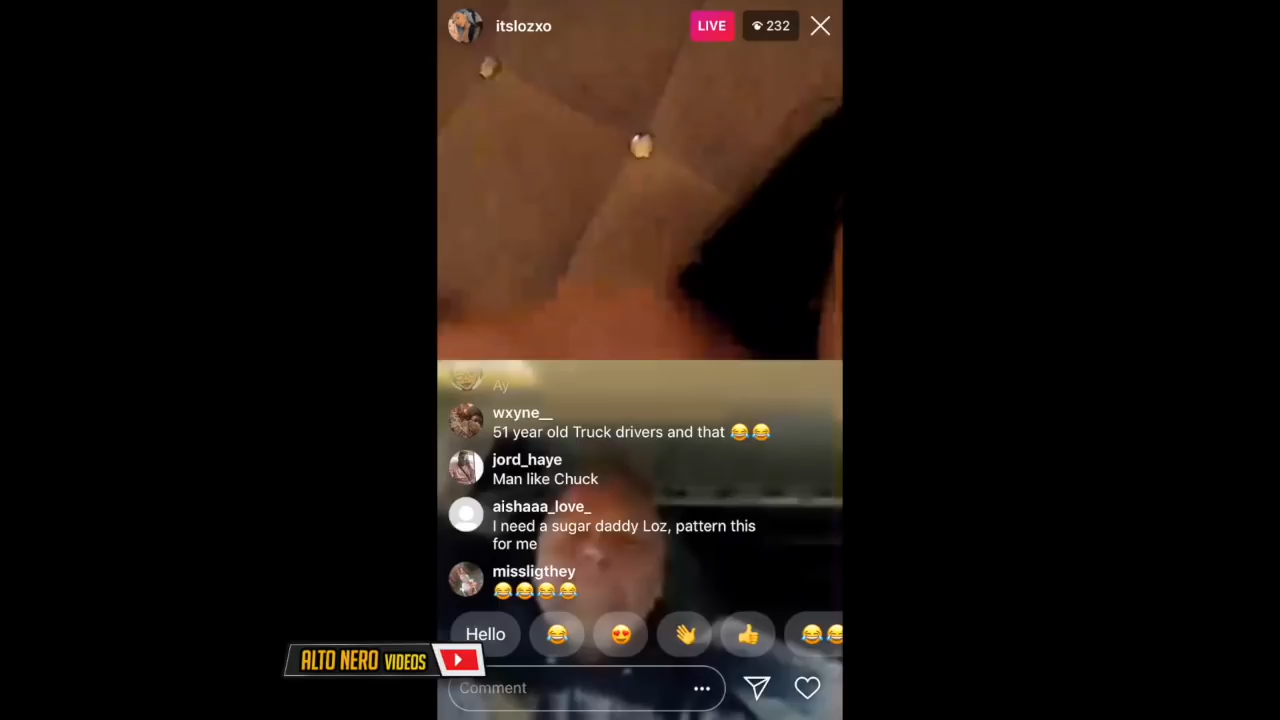 itslozxo
LIVE
232
Ay
wxyne__
51 year old Truck drivers and that 😂😂
jord_haye
Man like Chuck
aishaaa_love_
I need a sugar daddy Loz, pattern this
for me
missligthey
😂😂😂😂
Hello 😂 😍 👋 👍 😂😂
ALTO NERO VIDEOS
Comment